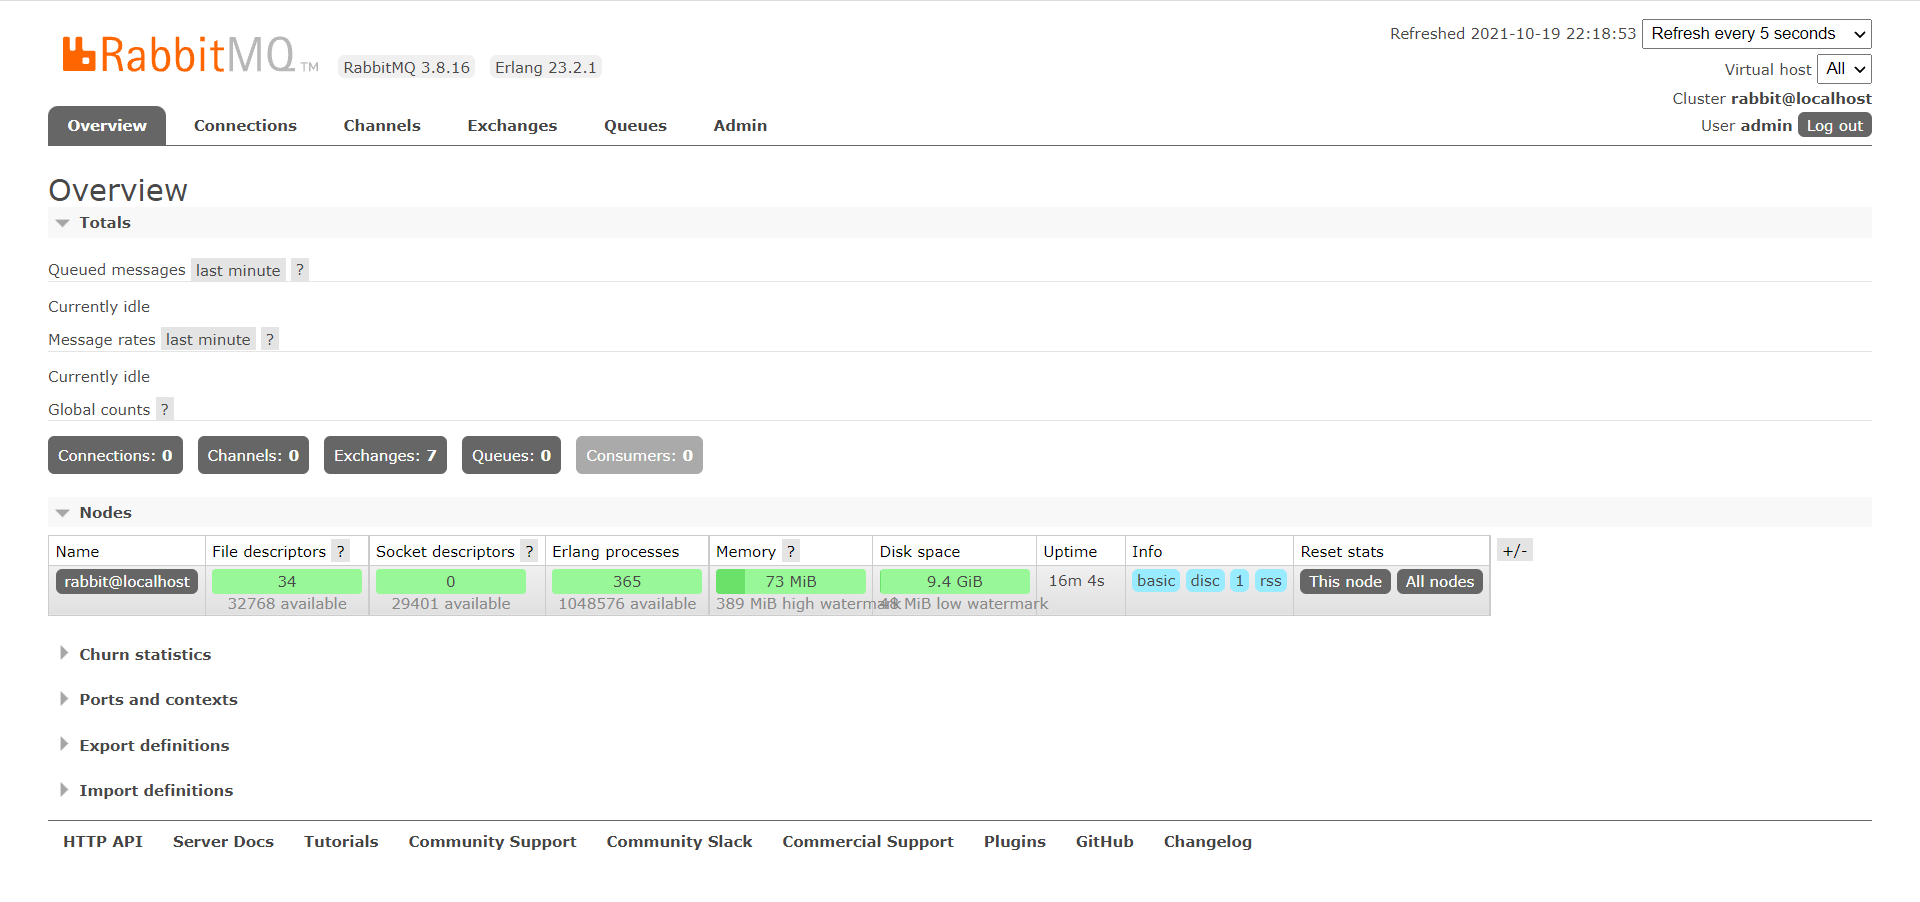 RabbitMQ TM RabbitMQ 3.8.16 Erlang 23.2.1
Refreshed 2021-10-19 22:18:53 Refresh every 5 seconds
Virtual host All
Cluster rabbit@localhost
User admin Log out
Overview Connections Channels Exchanges Queues Admin
Overview
Totals
Queued messages last minute ?
Currently idle
Message rates last minute ?
Currently idle
Global counts ?
Connections: 0 Channels: 0 Exchanges: 7 Queues: 0 Consumers: 0
Nodes
Name File descriptors ? Socket descriptors ? Erlang processes Memory ? Disk space Uptime Info Reset stats +/-
rabbit@localhost 34 0 365 73 MiB 9.4 GiB 16m 4s basic disc 1 rss This node All nodes
32768 available 29401 available 1048576 available 389 MiB high watermark 48 MiB low watermark
Churn statistics
Ports and contexts
Export definitions
Import definitions
HTTP API Server Docs Tutorials Community Support Community Slack Commercial Support Plugins GitHub Changelog